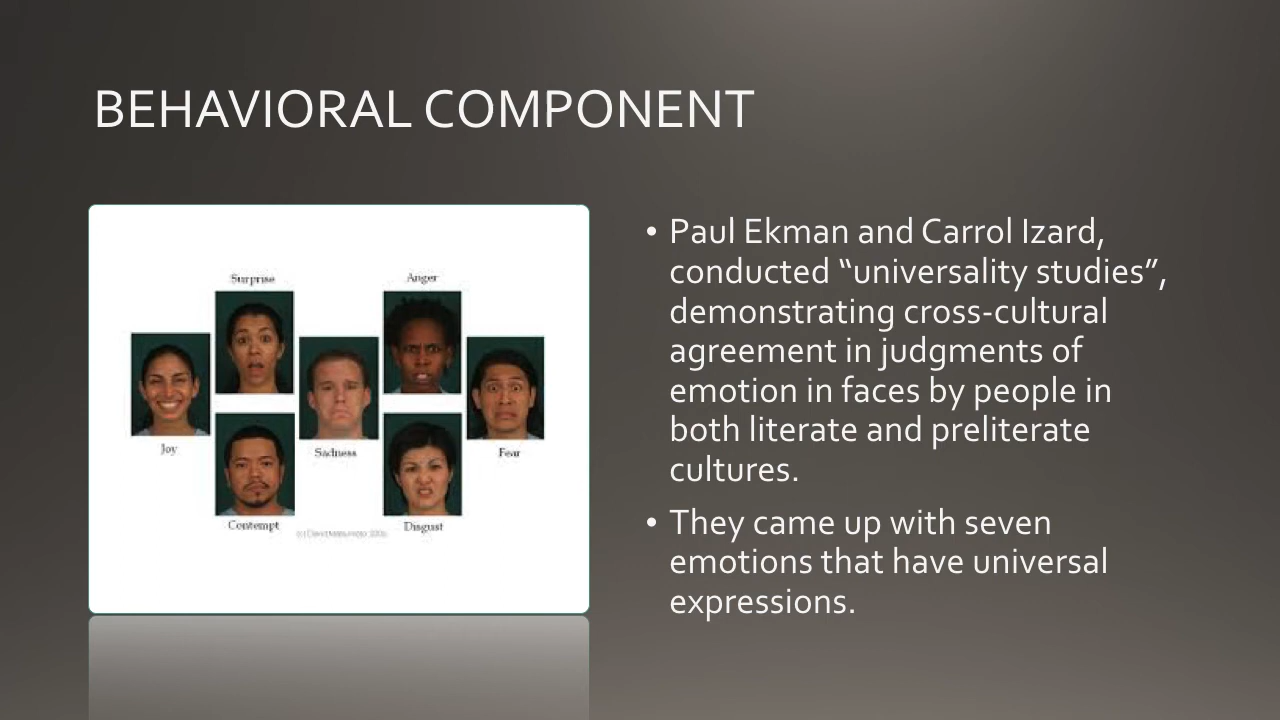 BEHAVIORAL COMPONENT
Surprise
Anger
Joy
Sadness
Fear
Contempt
Disgust
• Paul Ekman and Carrol Izard,
conducted “universality studies”,
demonstrating cross-cultural
agreement in judgments of
emotion in faces by people in
both literate and preliterate
cultures.
• They came up with seven
emotions that have universal
expressions.